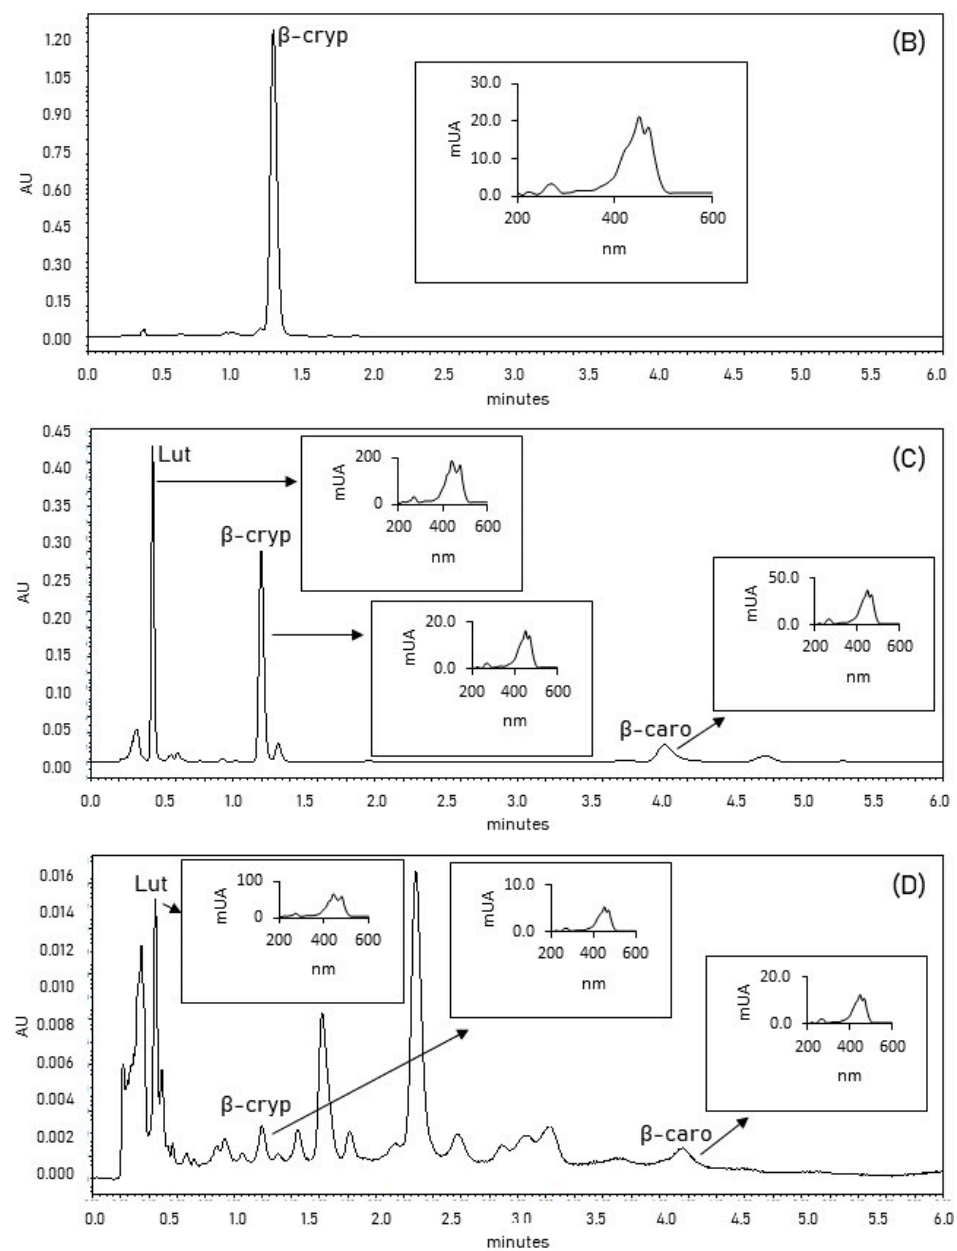 β-cryp
(B)
1.20
1.05
0.90
0.75
0.60
0.45
0.30
0.15
0.00
AU
30.0
20.0
10.0
0.0
mUA
200 400 600
nm
0.0 0.5 1.0 1.5 2.0 2.5 3.0 3.5 4.0 4.5 5.0 5.5 6.0
minutes
0.45
0.40
0.35
0.30
0.25
0.20
0.15
0.10
0.05
0.00
AU
(C)
Lut
200
0
mUA
200 400 600
nm
β-cryp
20.0
0.0
mUA
200 400 600
nm
β-caro
50.0
0.0
mUA
200 400 600
nm
0.0 0.5 1.0 1.5 2.0 2.5 3.0 3.5 4.0 4.5 5.0 5.5 6.0
minutes
0.016
0.014
0.012
0.010
0.008
0.006
0.004
0.002
0.000
AU
(D)
Lut
100
0
mUA
200 400 600
nm
β-cryp
10.0
0.0
mUA
200 400 600
nm
β-caro
20.0
0.0
mUA
200 400 600
nm
0.0 0.5 1.0 1.5 2.0 2.5 3.0 3.5 4.0 4.5 5.0 5.5 6.0
minutes